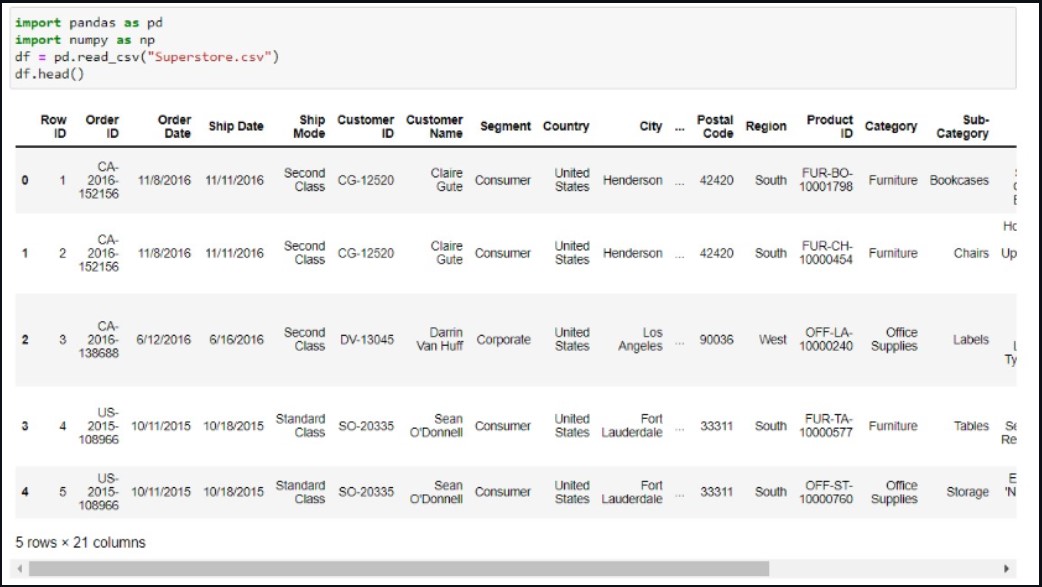 import pandas as pd
import numpy as np
df = pd.read_csv("Superstore.csv")
df.head()
Row ID Order ID Order Date Ship Date Ship Mode Customer ID Customer Name Segment Country City ... Postal Code Region Product ID Category Sub-Category
0 1 CA-2016-152156 11/8/2016 11/11/2016 Second Class CG-12520 Claire Gute Consumer United States Henderson ... 42420 South FUR-BO-10001798 Furniture Bookcases
1 2 CA-2016-152156 11/8/2016 11/11/2016 Second Class CG-12520 Claire Gute Consumer United States Henderson ... 42420 South FUR-CH-10000454 Furniture Chairs Up
2 3 CA-2016-138688 6/12/2016 6/16/2016 Second Class DV-13045 Darrin Van Huff Corporate United States Los Angeles ... 90036 West OFF-LA-10000240 Office Supplies Labels Ty
3 4 US-2015-108966 10/11/2015 10/18/2015 Standard Class SO-20335 Sean O'Donnell Consumer United States Fort Lauderdale ... 33311 South FUR-TA-10000577 Furniture Tables Se Re
4 5 US-2015-108966 10/11/2015 10/18/2015 Standard Class SO-20335 Sean O'Donnell Consumer United States Fort Lauderdale ... 33311 South OFF-ST-10000760 Office Supplies Storage 'N
5 rows × 21 columns